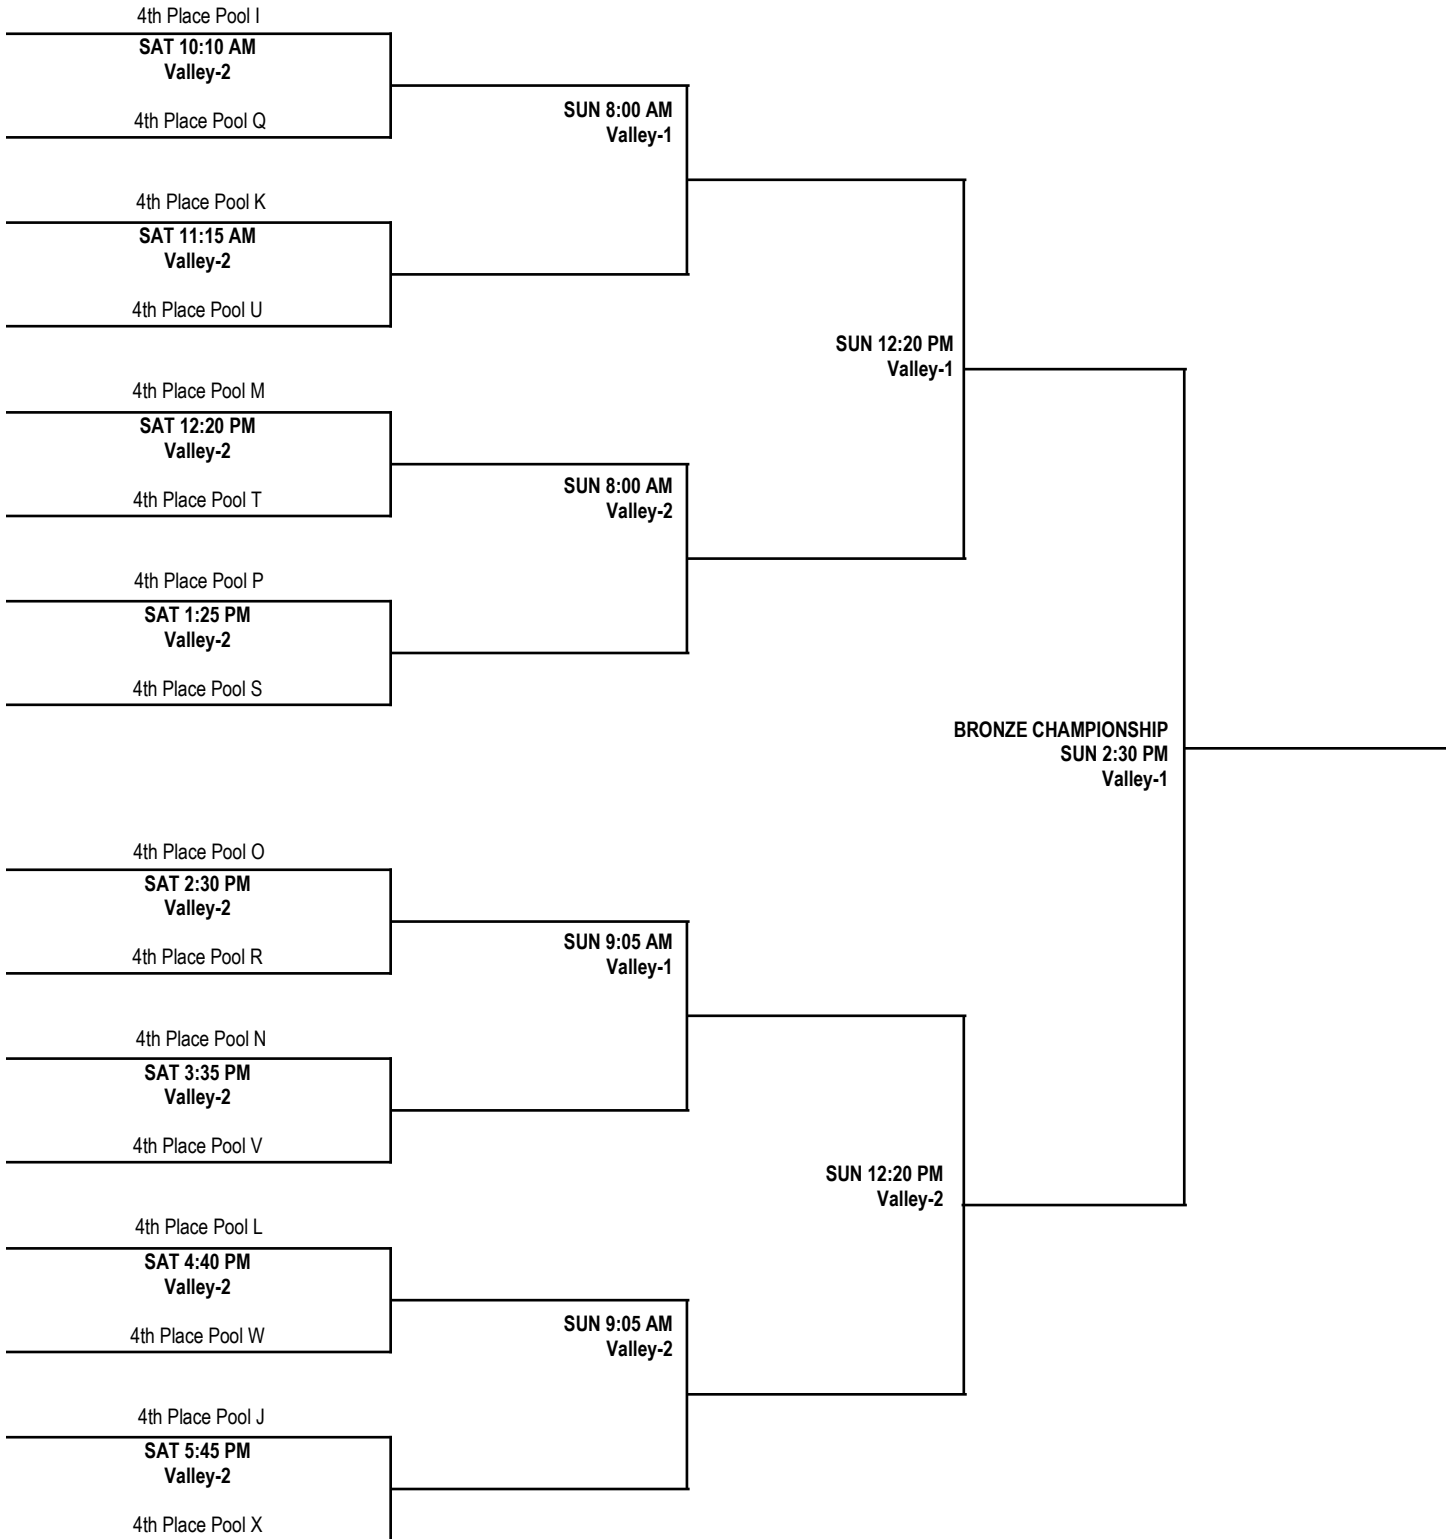 4th Place Pool I
SAT 10:10 AM
Valley-2
4th Place Pool Q
SUN 8:00 AM
Valley-1
4th Place Pool K
SAT 11:15 AM
Valley-2
4th Place Pool U
SUN 12:20 PM
Valley-1
4th Place Pool M
SAT 12:20 PM
Valley-2
4th Place Pool T
SUN 8:00 AM
Valley-2
4th Place Pool P
SAT 1:25 PM
Valley-2
4th Place Pool S
BRONZE CHAMPIONSHIP
SUN 2:30 PM
Valley-1
4th Place Pool O
SAT 2:30 PM
Valley-2
4th Place Pool R
SUN 9:05 AM
Valley-1
4th Place Pool N
SAT 3:35 PM
Valley-2
4th Place Pool V
SUN 12:20 PM
Valley-2
4th Place Pool L
SAT 4:40 PM
Valley-2
4th Place Pool W
SUN 9:05 AM
Valley-2
4th Place Pool J
SAT 5:45 PM
Valley-2
4th Place Pool X